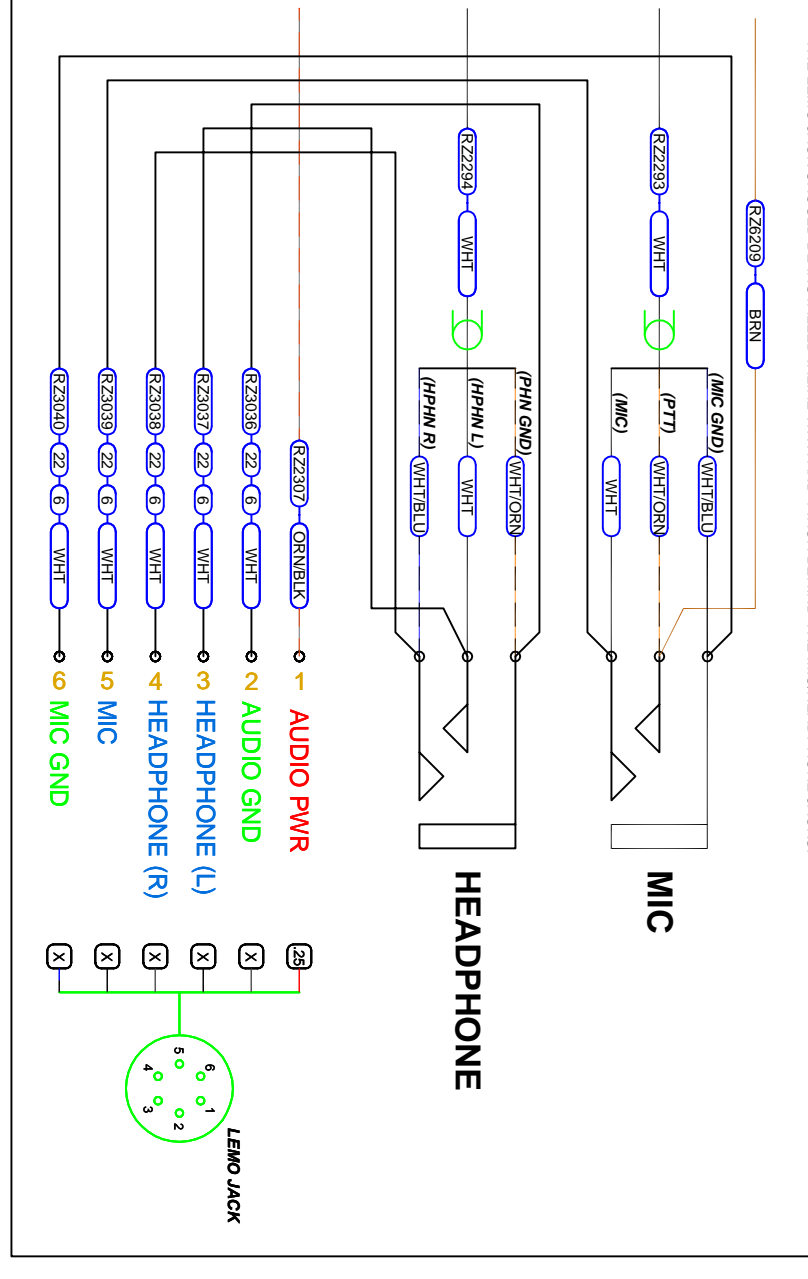 RZ6209 BRN
RZ2293 WHT
(MIC GND) WHT/BLU
(PTT) WHT/ORN
(MIC) WHT
MIC
RZ2294 WHT
(PHN GND) WHT/ORN
(HPHN L) WHT
(HPHN R) WHT/BLU
HEADPHONE
RZ2307 ORN/BLK 1 AUDIO PWR .25
RZ3036 22 6 WHT 2 AUDIO GND X
RZ3037 22 6 WHT 3 HEADPHONE (L) X
RZ3038 22 6 WHT 4 HEADPHONE (R) X
RZ3039 22 6 WHT 5 MIC X
RZ3040 22 6 WHT 6 MIC GND X
LEMO JACK
6 1
5 2
4 3